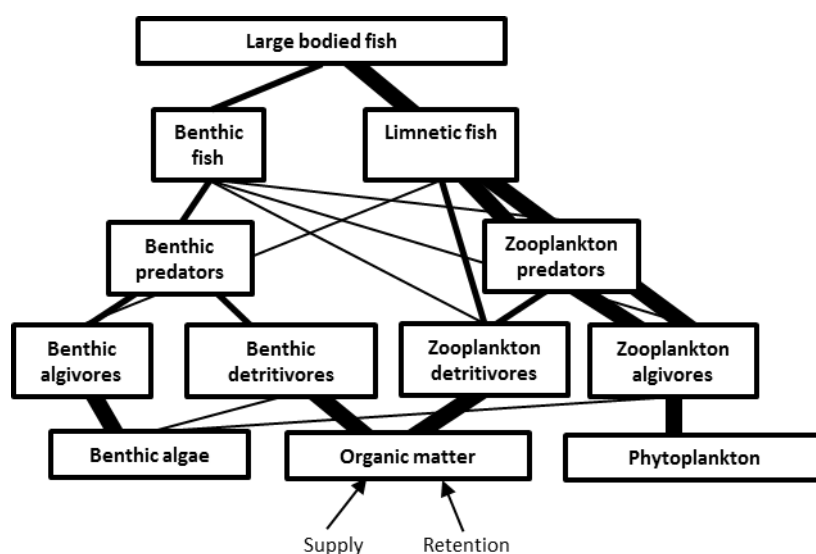 Large bodied fish
Benthic
fish
Limnetic fish
Benthic
predators
Zooplankton
predators
Benthic
algivores
Benthic
detritivores
Zooplankton
detritivores
Zooplankton
algivores
Benthic algae
Organic matter
Phytoplankton
Supply
Retention